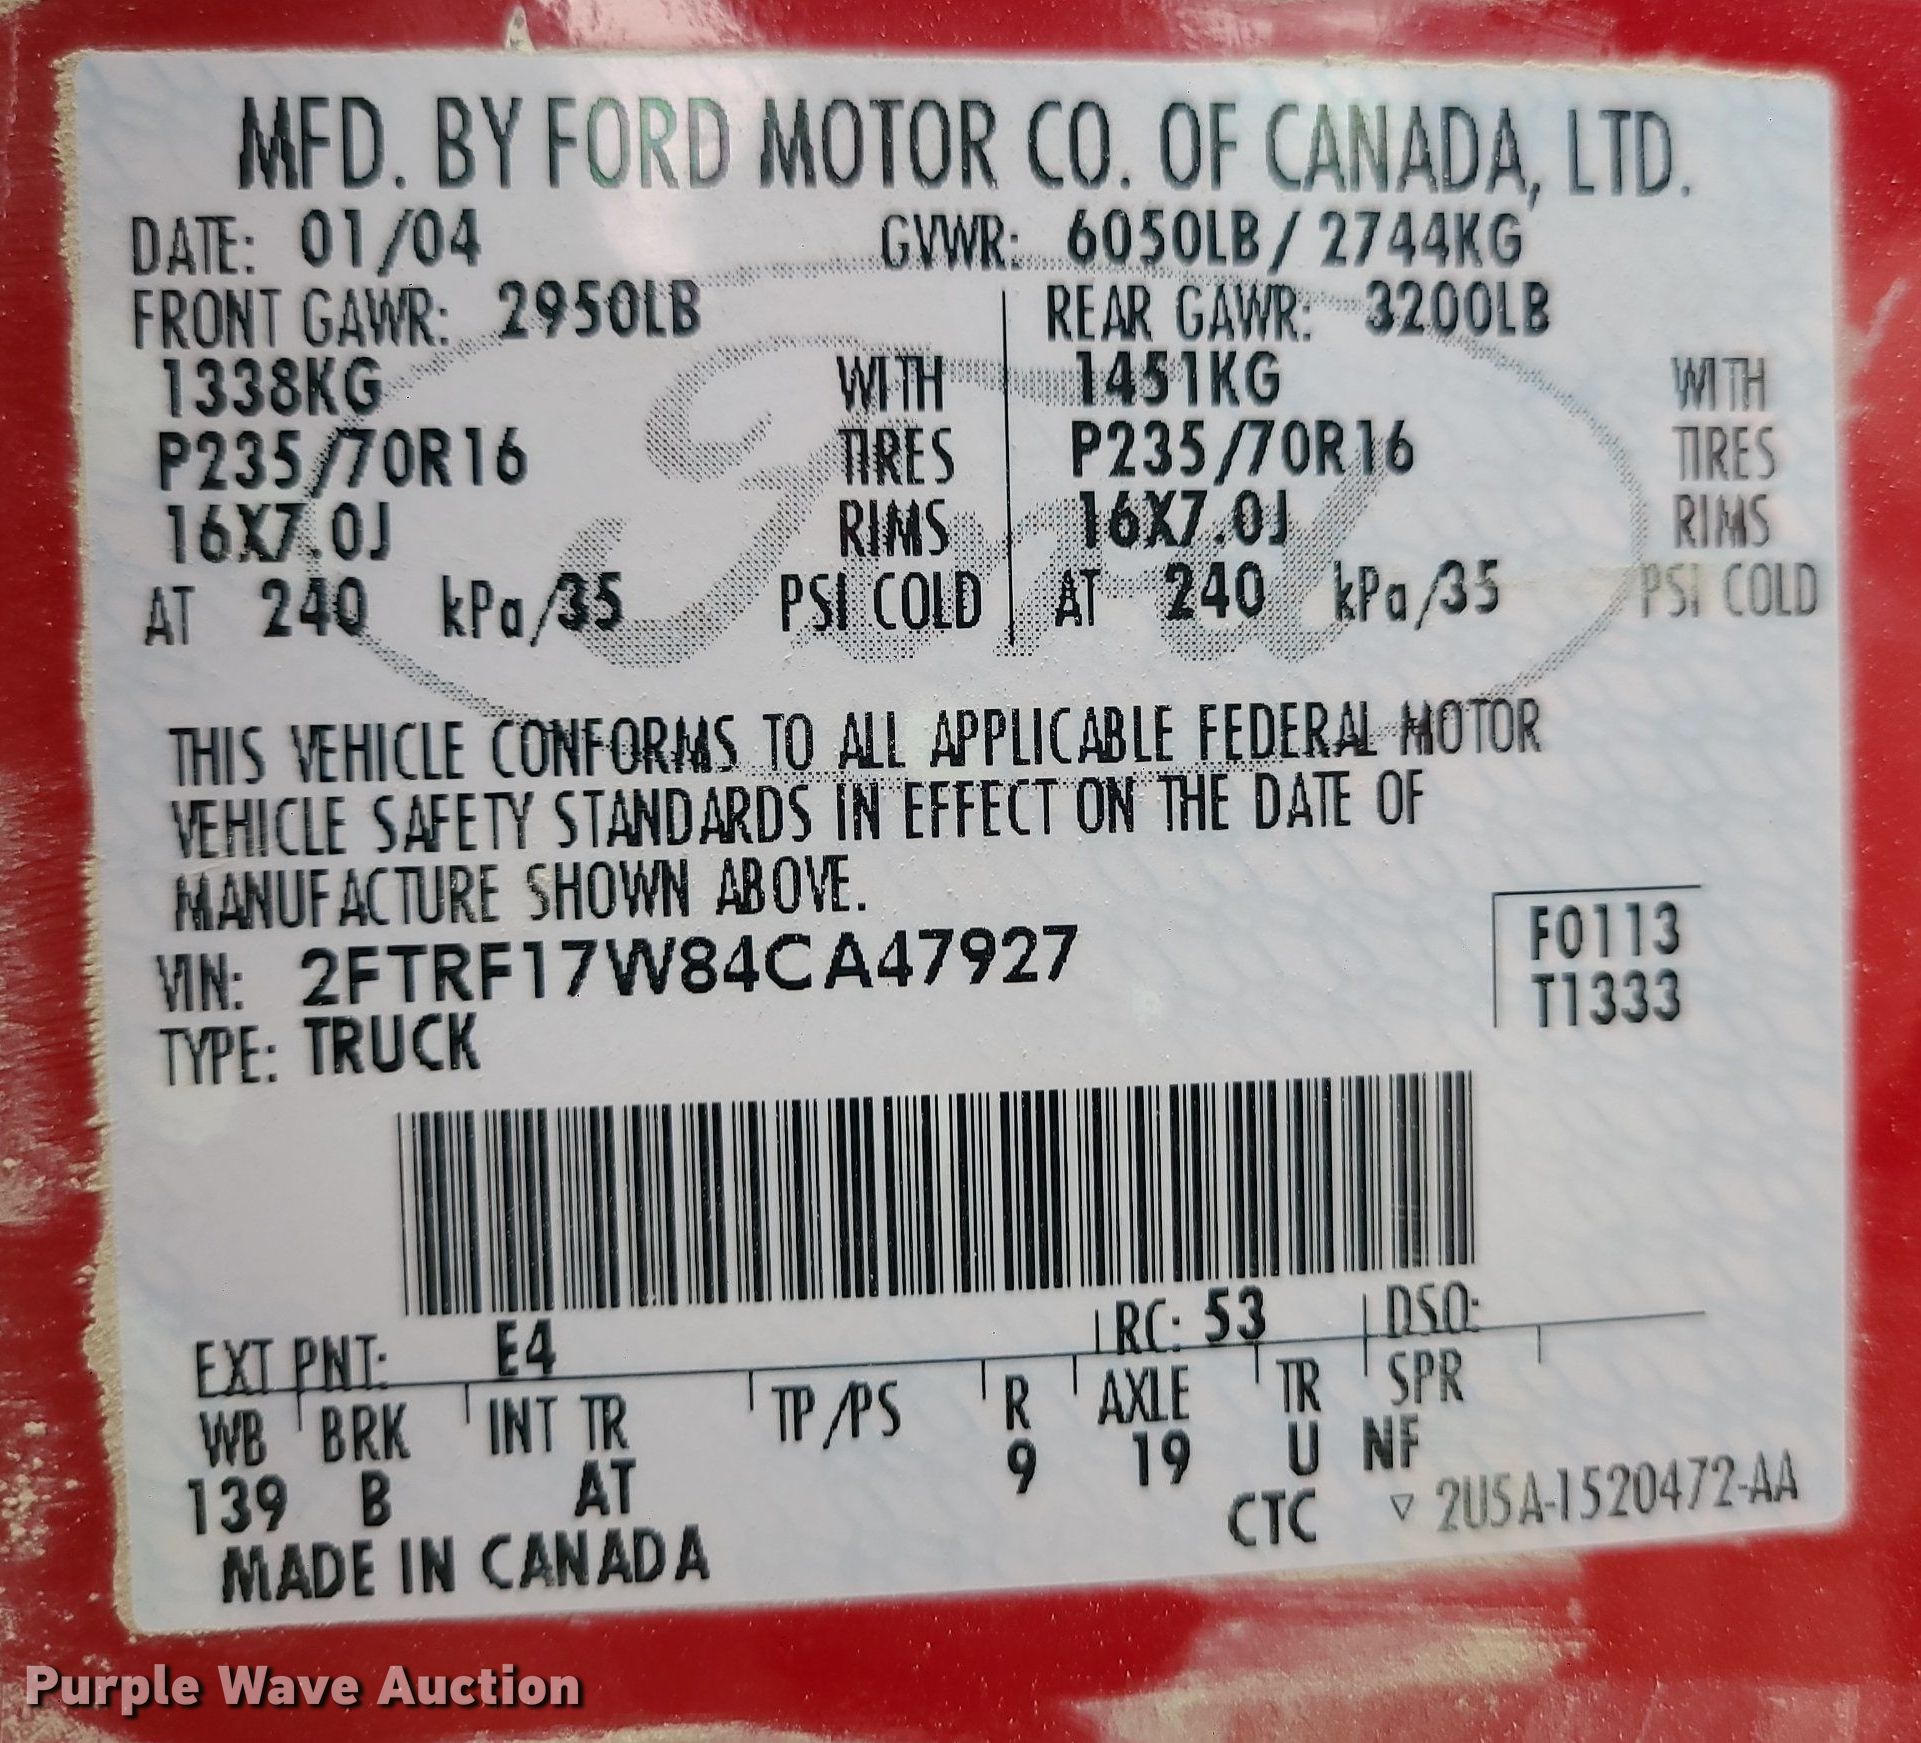 MFD. BY FORD MOTOR CO. OF CANADA, LTD.
DATE: 01/04 GVWR: 6050LB/2744KG
FRONT GAWR: 2950LB REAR GAWR: 3200LB
1338KG WITH 1451KG WITH
P235/70R16 TIRES P235/70R16 TIRES
16X7.0J RIMS 16X7.0J RIMS
AT 240 kPa/35 PSI COLD AT 240 kPa/35 PSI COLD
Ford
THIS VEHICLE CONFORMS TO ALL APPLICABLE FEDERAL MOTOR
VEHICLE SAFETY STANDARDS IN EFFECT ON THE DATE OF
MANUFACTURE SHOWN ABOVE.
VIN: 2FTRF17W84CA47927 F0113
TYPE: TRUCK T1333
EXT PNT: E4 RC: 53 DSO:
WB BRK INT TR TP/PS R AXLE TR SPR
139 B AT 9 19 U NF
MADE IN CANADA CTC ▽ 2U5A-1520472-AA
Purple Wave Auction